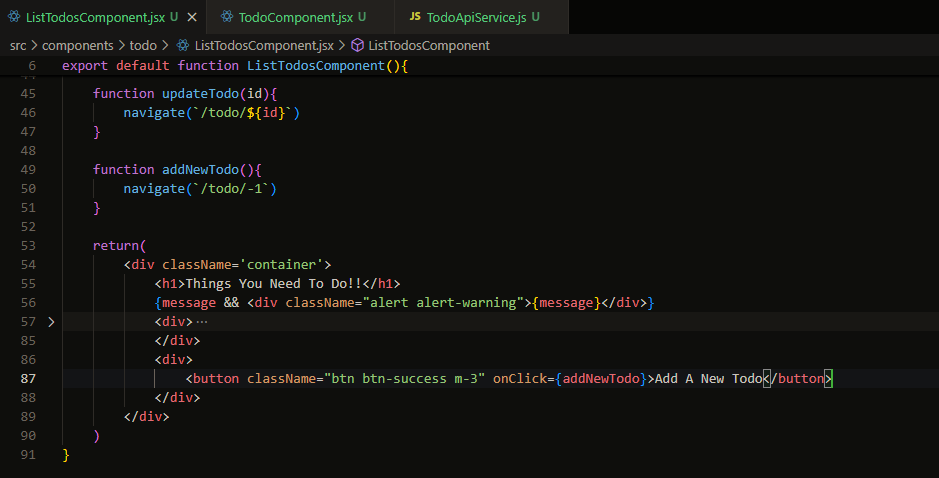 ListTodosComponent.jsx U × TodoComponent.jsx U JS TodoApiService.js U
src > components > todo > ListTodosComponent.jsx > ListTodosComponent
6 export default function ListTodosComponent(){
45 function updateTodo(id){
46 navigate(`/todo/${id}`)
47 }
48
49 function addNewTodo(){
50 navigate(`/todo/-1`)
51 }
52
53 return(
54 <div className='container'>
55 <h1>Things You Need To Do!!</h1>
56 {message && <div className="alert alert-warning">{message}</div>}
57 > <div>···
85 </div>
86 <div>
87 <button className="btn btn-success m-3" onClick={addNewTodo}>Add A New Todo</button>
88 </div>
89 </div>
90 )
91 }